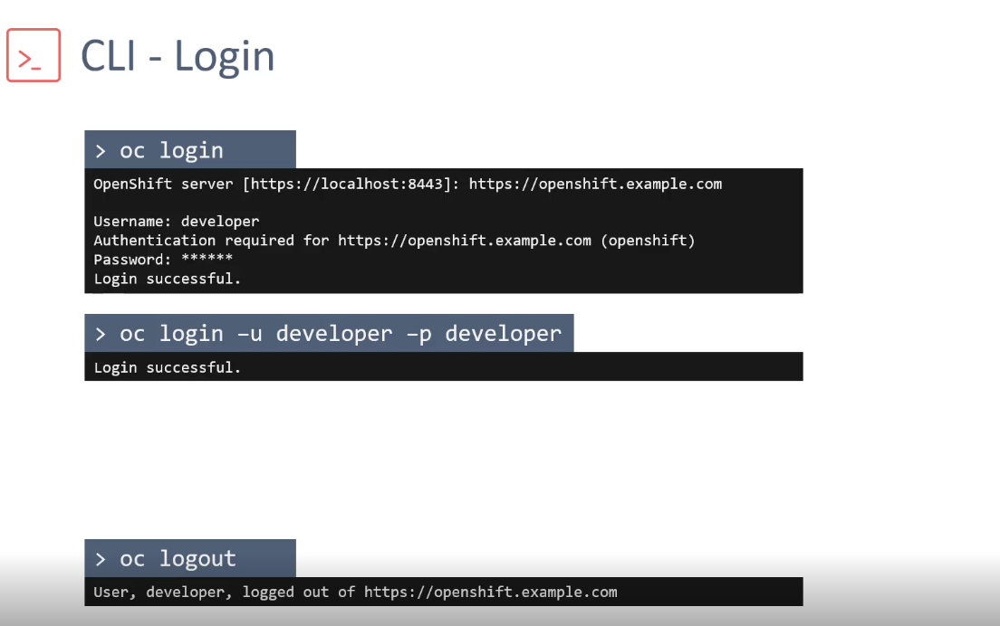 >_
CLI - Login
> oc login
OpenShift server [https://localhost:8443]: https://openshift.example.com
Username: developer
Authentication required for https://openshift.example.com (openshift)
Password: ******
Login successful.
> oc login –u developer –p developer
Login successful.
> oc logout
User, developer, logged out of https://openshift.example.com